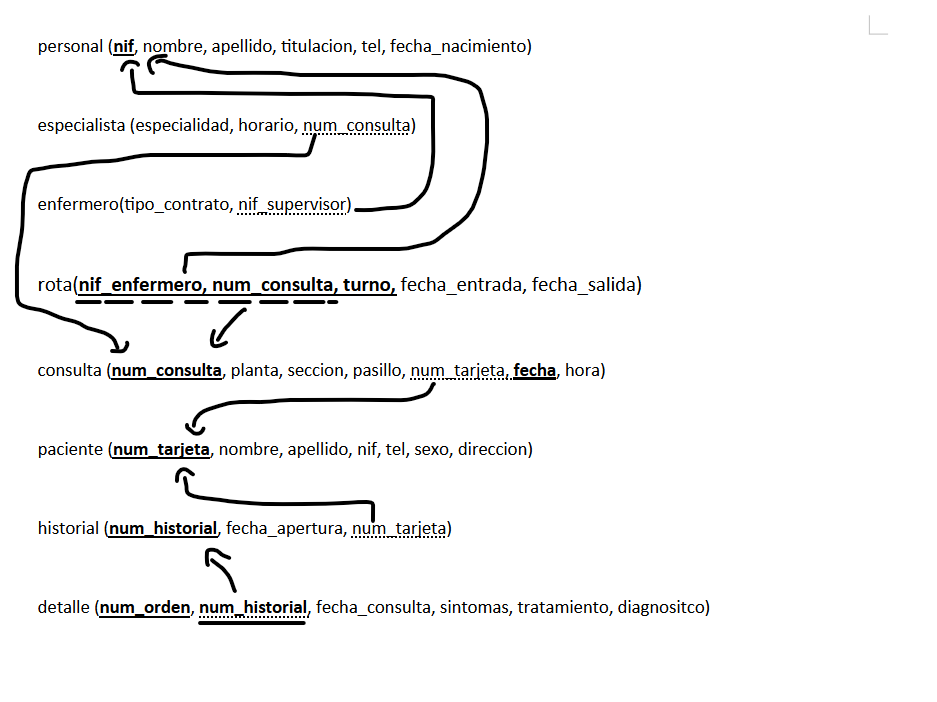 personal (nif, nombre, apellido, titulacion, tel, fecha_nacimiento)
especialista (especialidad, horario, num_consulta)
enfermero(tipo_contrato, nif_supervisor)
rota(nif_enfermero, num_consulta, turno, fecha_entrada, fecha_salida)
consulta (num_consulta, planta, seccion, pasillo, num_tarjeta, fecha, hora)
paciente (num_tarjeta, nombre, apellido, nif, tel, sexo, direccion)
historial (num_historial, fecha_apertura, num_tarjeta)
detalle (num_orden, num_historial, fecha_consulta, sintomas, tratamiento, diagnositco)